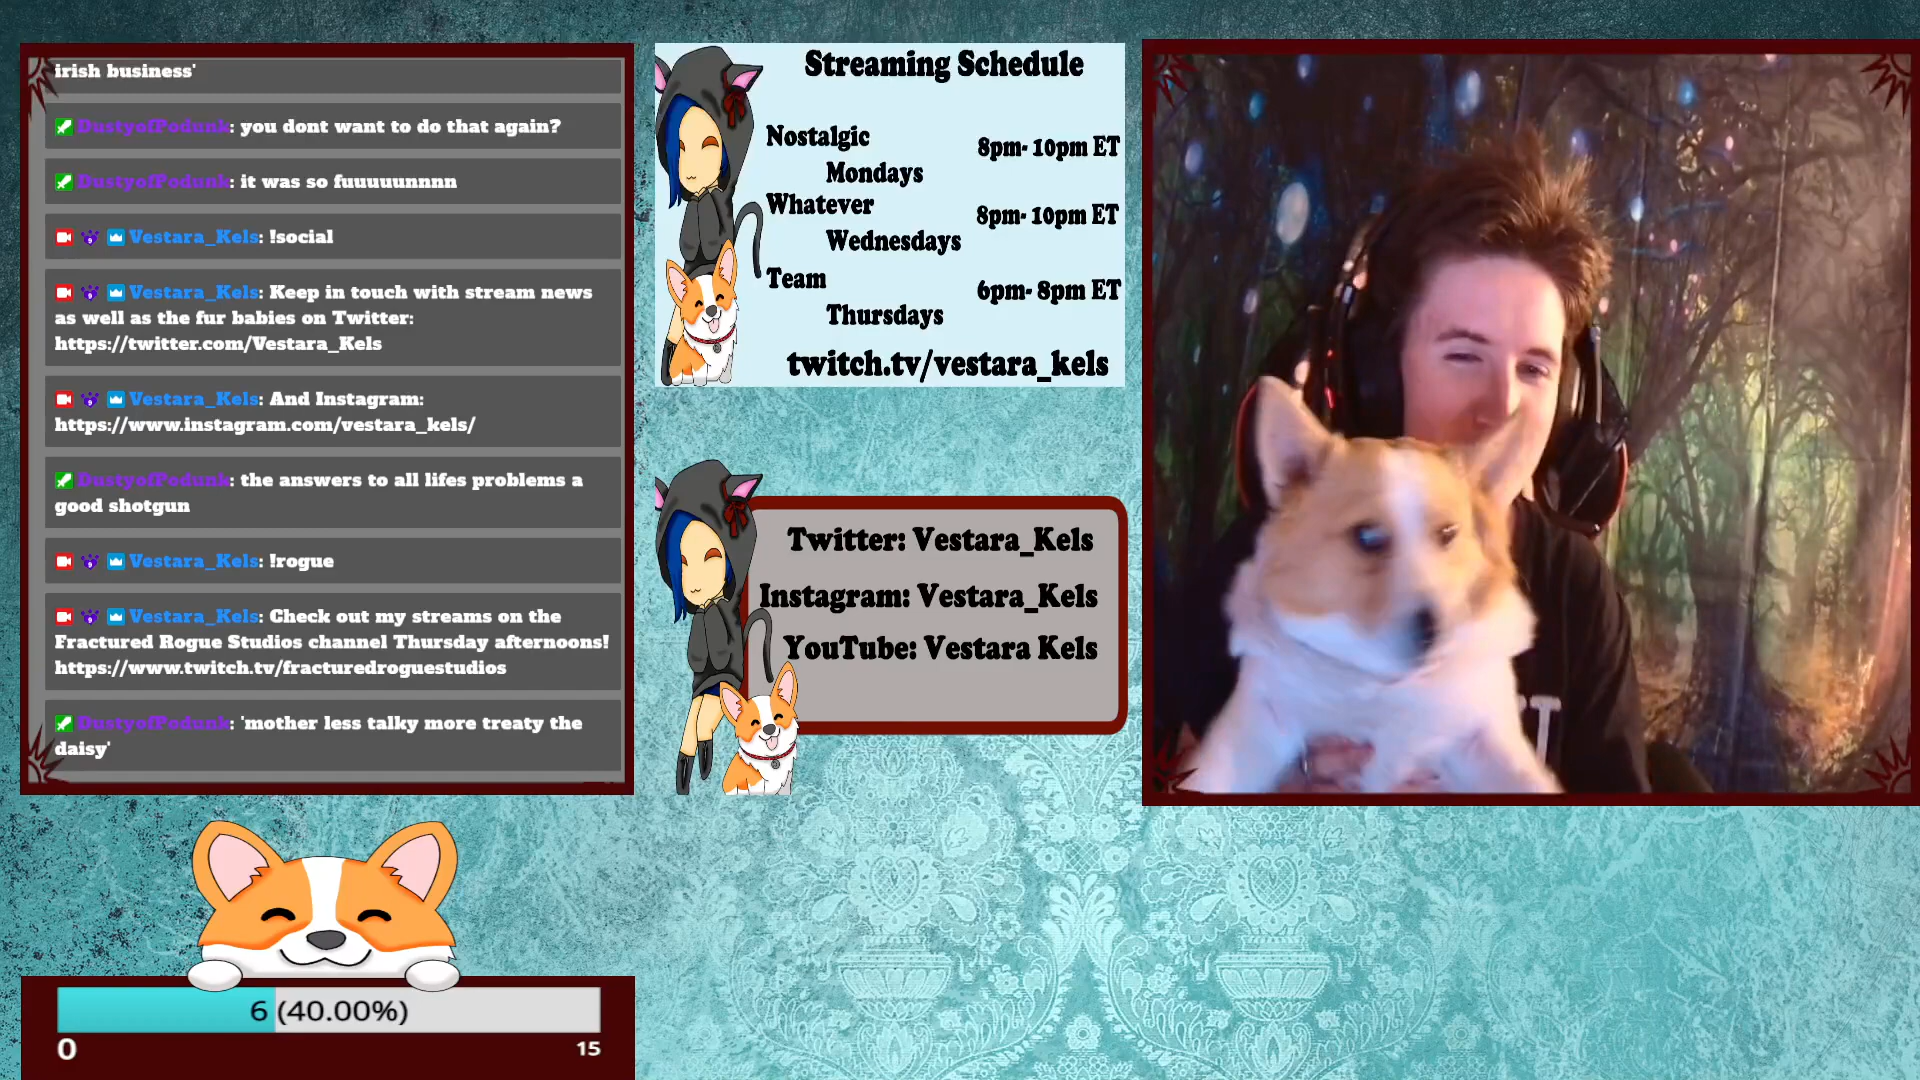 irish business'
DustyofPodunk: you dont want to do that again?
DustyofPodunk: it was so fuuuuunnnn
Vestara_Kels: !social
Vestara_Kels: Keep in touch with stream news
as well as the fur babies on Twitter:
https://twitter.com/Vestara_Kels
Vestara_Kels: And Instagram:
https://www.instagram.com/vestara_kels/
DustyofPodunk: the answers to all lifes problems a
good shotgun
Vestara_Kels: !rogue
Vestara_Kels: Check out my streams on the
Fractured Rogue Studios channel Thursday afternoons!
https://www.twitch.tv/fracturedroguestudios
DustyofPodunk: 'mother less talky more treaty the
daisy'
6 (40.00%)
0 15
Streaming Schedule
Nostalgic
Mondays 8pm- 10pm ET
Whatever
Wednesdays 8pm- 10pm ET
Team
Thursdays 6pm- 8pm ET
twitch.tv/vestara_kels
Twitter: Vestara_Kels
Instagram: Vestara_Kels
YouTube: Vestara Kels